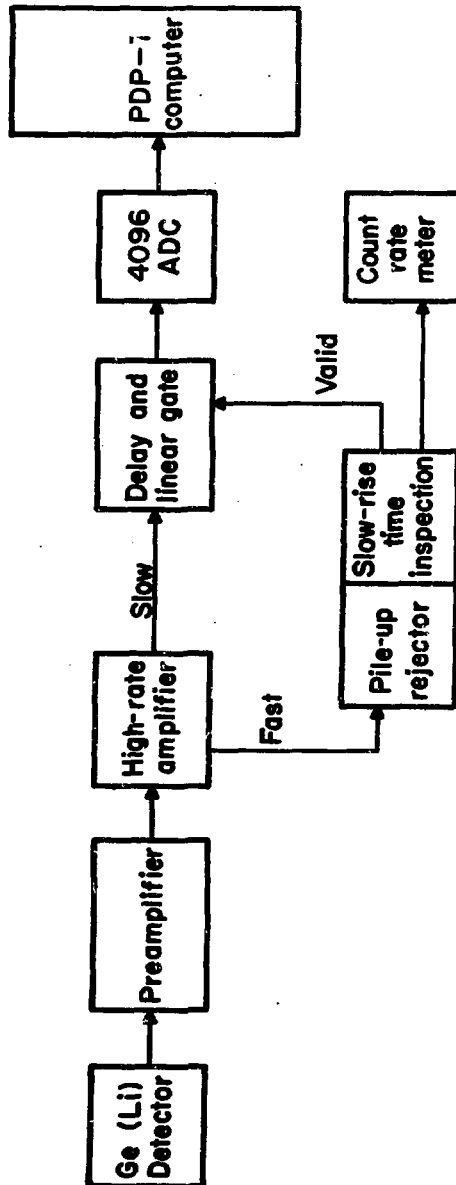 Ge (Li)
Detector
Preamplifier
High-rate
amplifier
Slow
Fast
Delay and
linear gate
4096
ADC
PDP-7
computer
Pile-up
rejector
Slow-rise
time
inspection
Valid
Count
rate
meter